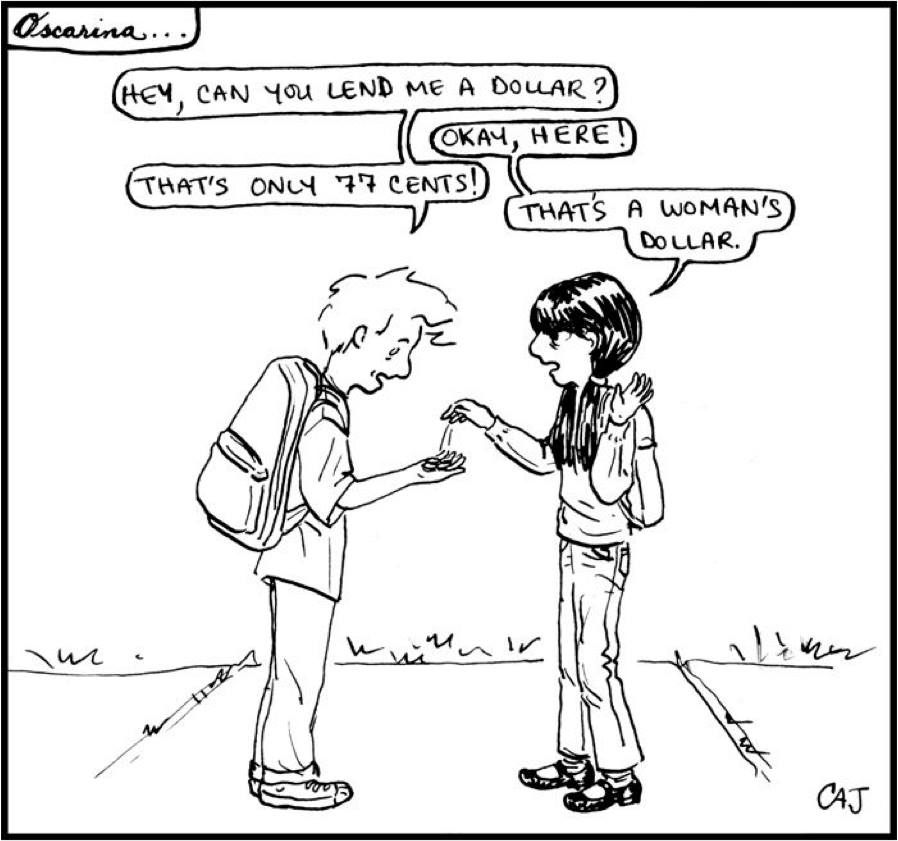 Oscarina...
HEY, CAN YOU LEND ME A DOLLAR?
OKAY, HERE!
THAT'S ONLY 77 CENTS!
THAT'S A WOMAN'S
DOLLAR.
CAJ